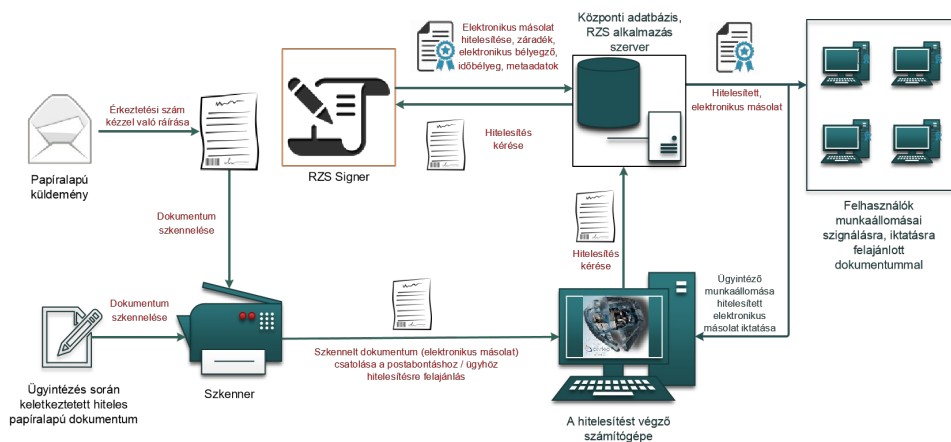 Elektronikus másolat
hitelesítése, záradék,
elektronikus bélyegző,
időbélyeg, metaadatok
Központi adatbázis,
RZS alkalmazás
szerver
Érkeztetési szám
kézzel való ráírása
Hitelesített,
elektronikus másolat
Hitelesítés
kérése
Papíralapú
küldemény
RZS Signer
Dokumentum
szkennelése
Hitelesítés
kérése
Felhasználók
munkaállomásai
szignálásra, iktatásra
felajánlott
dokumentummal
Ügyintéző
munkaállomása
hitelesített
elektronikus
másolat iktatása
Dokumentum
szkennelése
Szkennelt dokumentum (elektronikus másolat)
csatolása a postabontáshoz / ügyhöz
hitelesítésre felajánlás
Szkenner
Ügyintézés során
keletkeztetett hiteles
papíralapú dokumentum
A hitelesítést végző
számítógépe